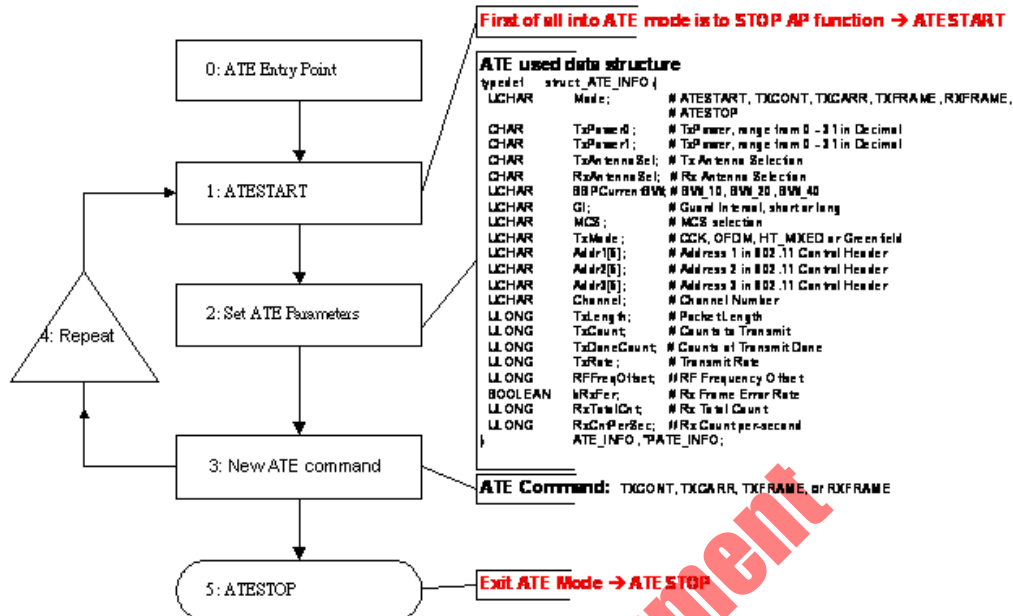 First of all into ATE mode is to STOP AP function → ATESTART
0: ATE Entry Point
1: ATESTART
2: Set ATE Parameters
4: Repeat
3: New ATE command
5: ATESTOP
ATE used data structure
typedef struct_ATE_INFO {
UCHAR Mode; # ATESTART, TXCONT, TXCARR, TXFRAME, RXFRAME,
# ATESTOP
CHAR TxPower0; # TxPower, range from 0 ~ 31 in Decimal
CHAR TxPower1; # TxPower, range from 0 ~ 31 in Decimal
CHAR TxAntennaSel; # Tx Antenna Selection
CHAR RxAntennaSel; # Rx Antenna Selection
UCHAR BBPCurrentBW; # BW_10, BW_20, BW_40
UCHAR GI; # Guard Interval, short or long
UCHAR MCS; # MCS selection
UCHAR TxMode; # CCK, OFDM, HT_MIXED or Greenfield
UCHAR Addr1[6]; # Address 1 in 802.11 Control Header
UCHAR Addr2[6]; # Address 2 in 802.11 Control Header
UCHAR Addr3[6]; # Address 3 in 802.11 Control Header
UCHAR Channel; # Channel Number
ULONG TxLength; # Packet Length
ULONG TxCount; # Counts to Transmit
ULONG TxDoneCount; # Counts of Transmit Done
ULONG TxRate; # Transmit Rate
ULONG RFFreqOffset; # RF Frequency Offset
BOOLEAN bRxFer; # Rx Frame Error Rate
ULONG RxTotalCnt; # Rx Total Count
ULONG RxCntPerSec; # Rx Count per-second
} ATE_INFO, *PATE_INFO;
ATE Command: TXCONT, TXCARR, TXFRAME, or RXFRAME
Exit ATE Mode → ATESTOP